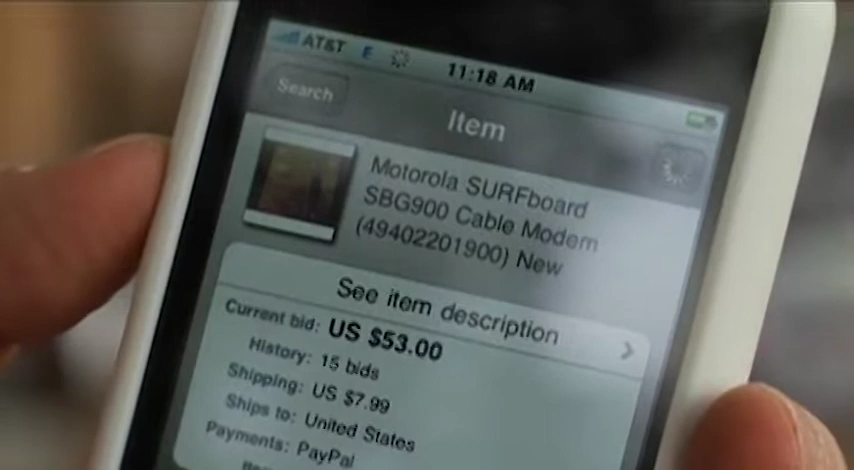 AT&T E 11:18 AM
Search
Item
Motorola SURFboard
SBG900 Cable Modem
(49402201900) New
See item description
Current bid: US $53.00
History: 15 bids
Shipping: US $7.99
Ships to: United States
Payments: PayPal